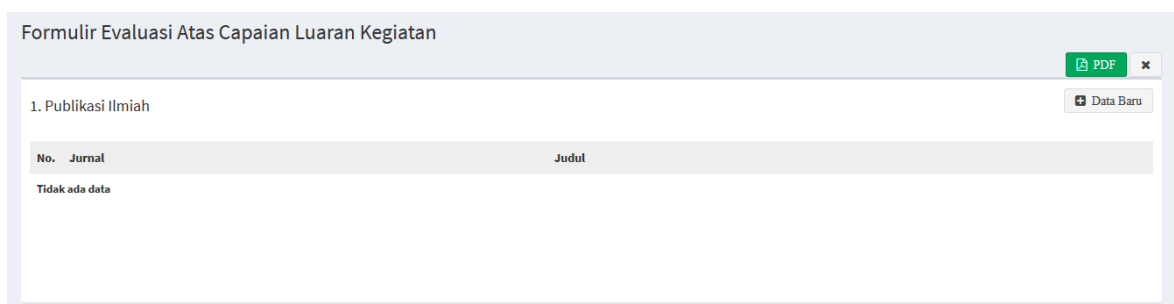 Formulir Evaluasi Atas Capaian Luaran Kegiatan
PDF
1. Publikasi Ilmiah
Data Baru
No. Jurnal Judul
Tidak ada data